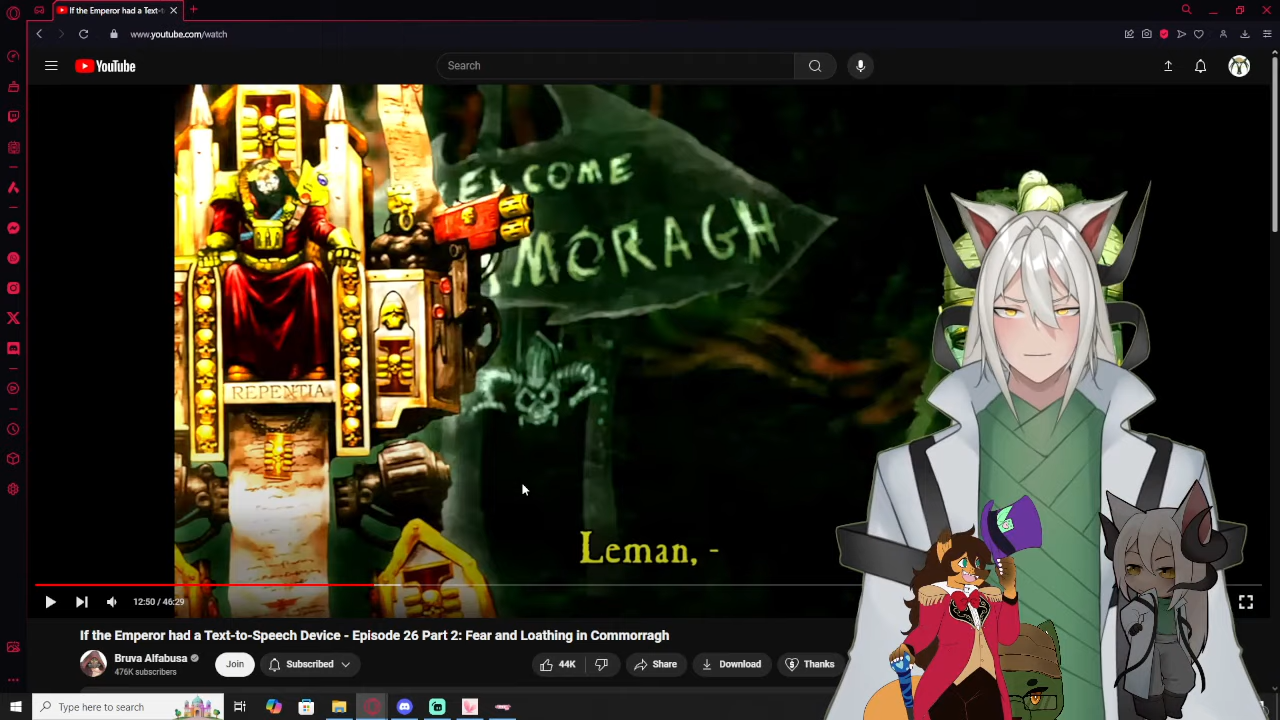 If the Emperor had a Text-
www.youtube.com/watch
YouTube
Search
WELCOME
MORAGH
REPENTIA
Leman, -
12:50 / 46:29
If the Emperor had a Text-to-Speech Device - Episode 26 Part 2: Fear and Loathing in Commorragh
Bruva Alfabusa
476K subscribers
Join
Subscribed
44K
Share
Download
Thanks
Type here to search